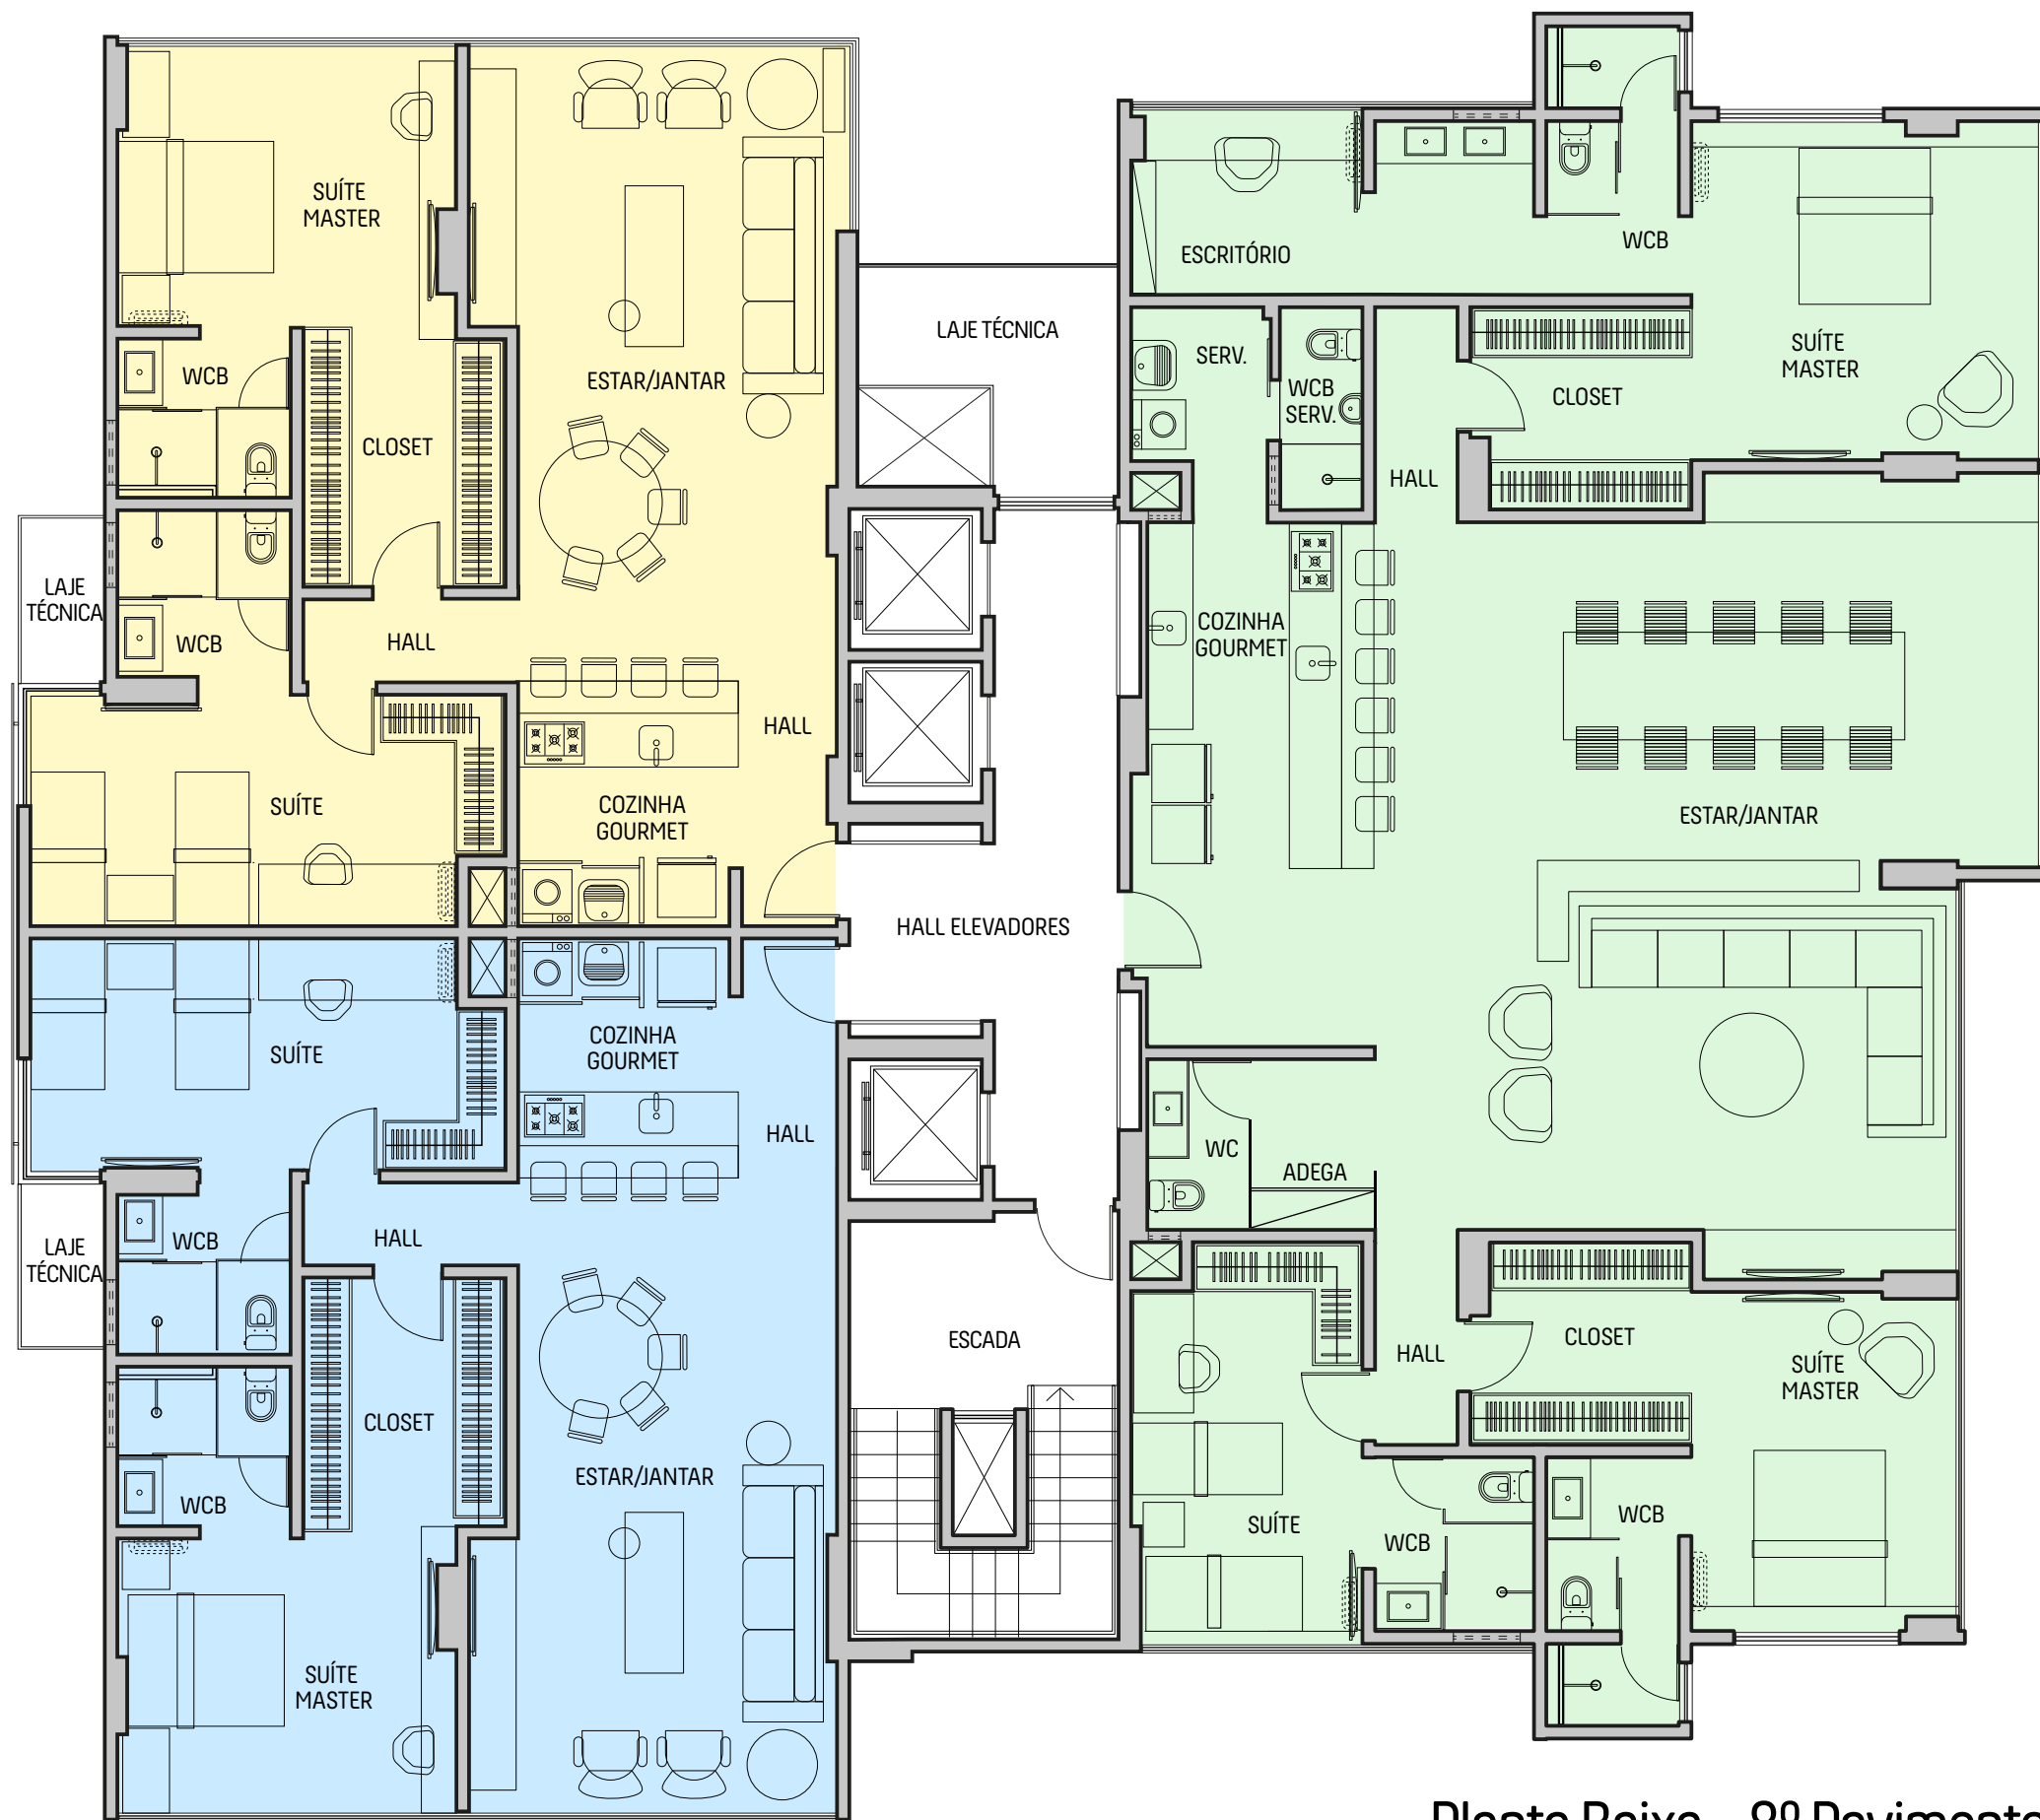 SUÍTE
MASTER
WCB
CLOSET
ESTAR/JANTAR
LAJE
TÉCNICA
WCB
HALL
HALL
SUÍTE
COZINHA
GOURMET
LAJE TÉCNICA
HALL ELEVADORES
SUÍTE
COZINHA
GOURMET
HALL
WCB
HALL
LAJE
TÉCNICA
CLOSET
ESTAR/JANTAR
WCB
SUÍTE
MASTER
ESCADA
ESCRITÓRIO
WCB
SERV.
WCB
SERV.
SUÍTE
MASTER
CLOSET
HALL
COZINHA
GOURMET
ESTAR/JANTAR
WC
ADEGA
HALL
CLOSET
SUÍTE
MASTER
SUÍTE
WCB
WCB